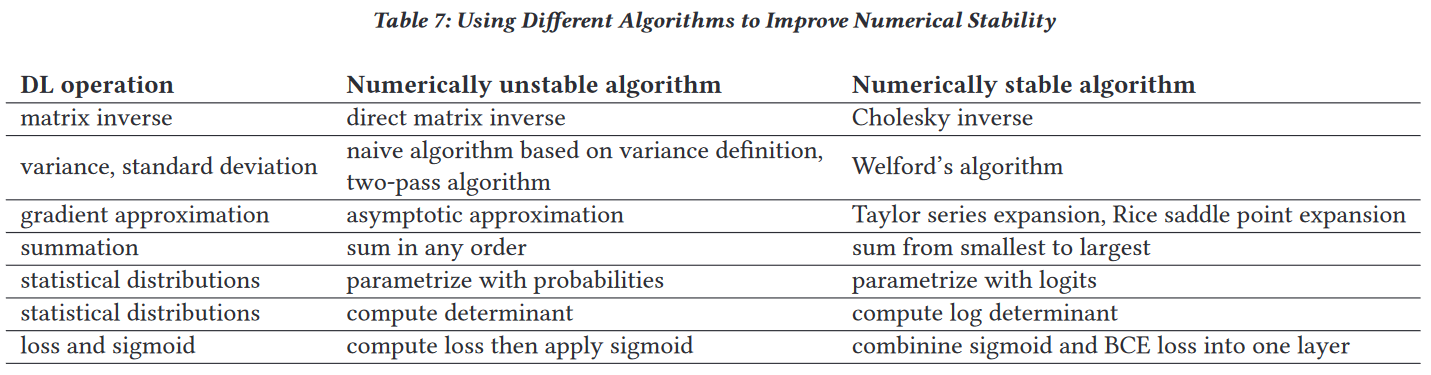 Table 7: Using Different Algorithms to Improve Numerical Stability
DL operation Numerically unstable algorithm Numerically stable algorithm
matrix inverse direct matrix inverse Cholesky inverse
variance, standard deviation naive algorithm based on variance definition, two-pass algorithm Welford's algorithm
gradient approximation asymptotic approximation Taylor series expansion, Rice saddle point expansion
summation sum in any order sum from smallest to largest
statistical distributions parametrize with probabilities parametrize with logits
statistical distributions compute determinant compute log determinant
loss and sigmoid compute loss then apply sigmoid combinine sigmoid and BCE loss into one layer